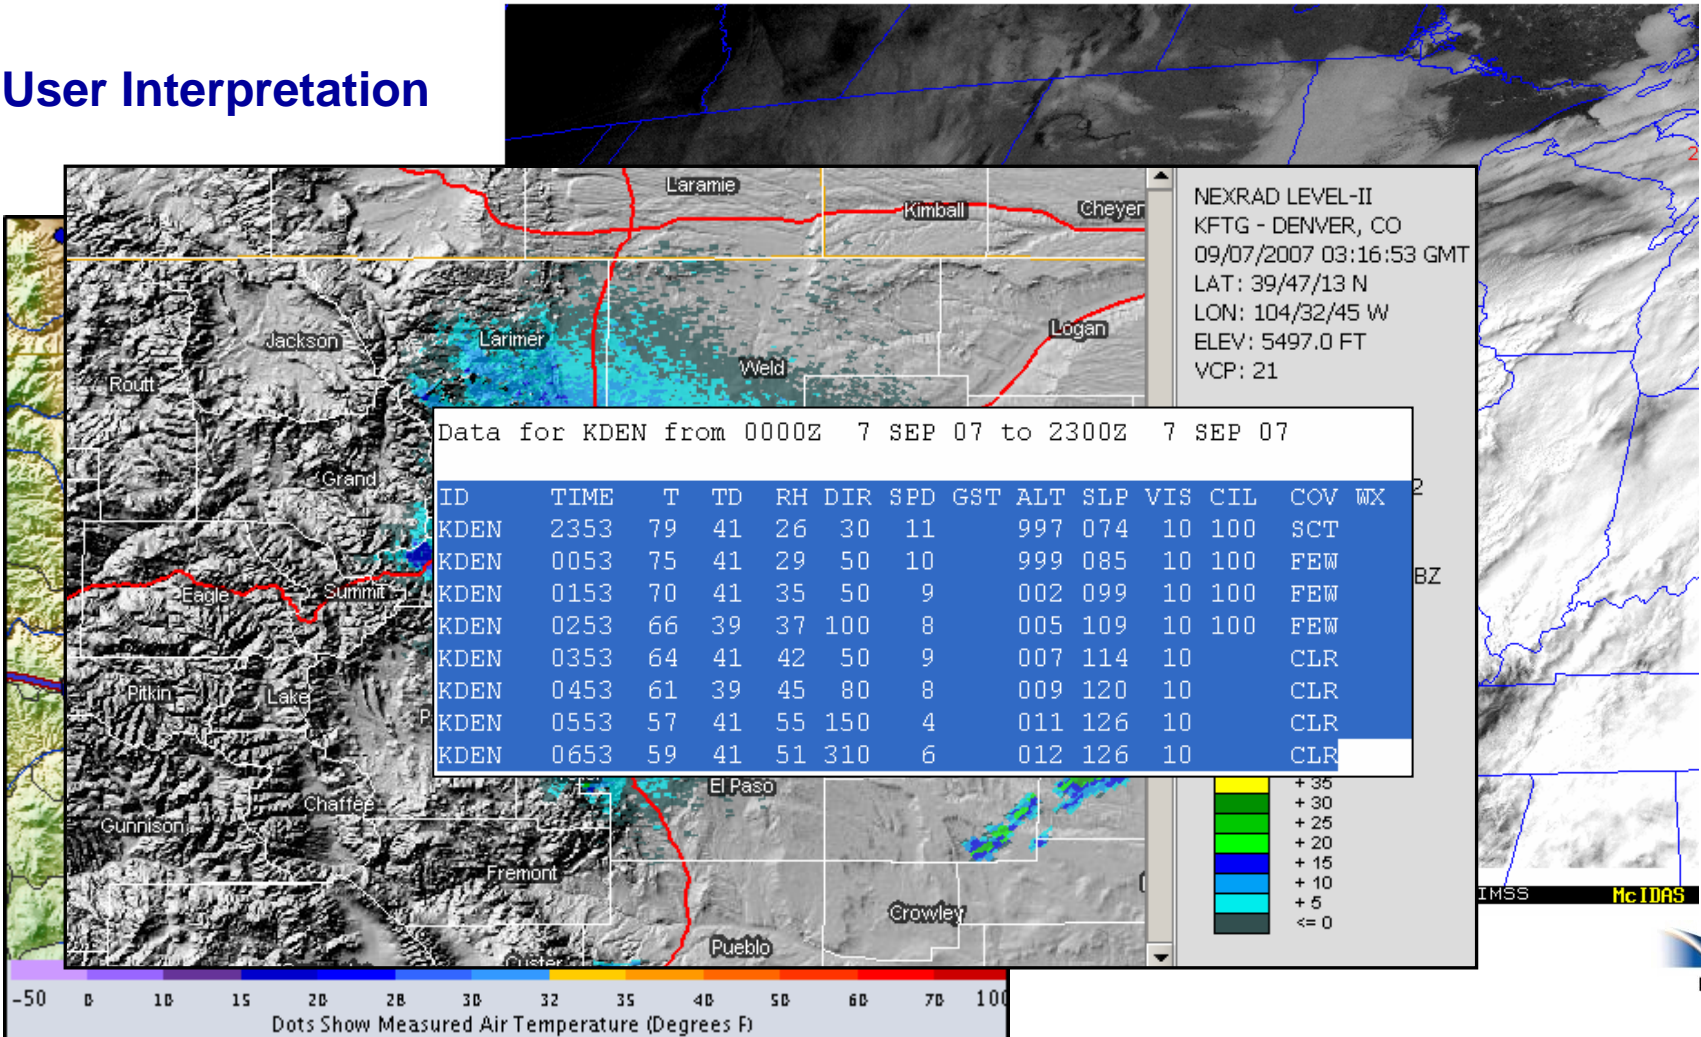 User Interpretation
2
Laramie
Kimball
Cheyen
Jackson
Larimer
Logan
Routt
Weld
Grand
Eagle
Summit
Pitkin
Lake
P
Chaffee
El Paso
Gunnison
Fremont
Crowley
Pueblo
Custer
NEXRAD LEVEL-II
KFTG - DENVER, CO
09/07/2007 03:16:53 GMT
LAT: 39/47/13 N
LON: 104/32/45 W
ELEV: 5497.0 FT
VCP: 21
2
BZ
Data for KDEN from 0000Z 7 SEP 07 to 2300Z 7 SEP 07
ID TIME T TD RH DIR SPD GST ALT SLP VIS CIL COV WX
KDEN 2353 79 41 26 30 11 997 074 10 100 SCT
KDEN 0053 75 41 29 50 10 999 085 10 100 FEW
KDEN 0153 70 41 35 50 9 002 099 10 100 FEW
KDEN 0253 66 39 37 100 8 005 109 10 100 FEW
KDEN 0353 64 41 42 50 9 007 114 10 CLR
KDEN 0453 61 39 45 80 8 009 120 10 CLR
KDEN 0553 57 41 55 150 4 011 126 10 CLR
KDEN 0653 59 41 51 310 6 012 126 10 CLR
+ 35
+ 30
+ 25
+ 20
+ 15
+ 10
+ 5
<= 0
IMSS McIDAS
-50 0 10 15 20 28 30 32 35 40 50 60 70 100
Dots Show Measured Air Temperature (Degrees F)